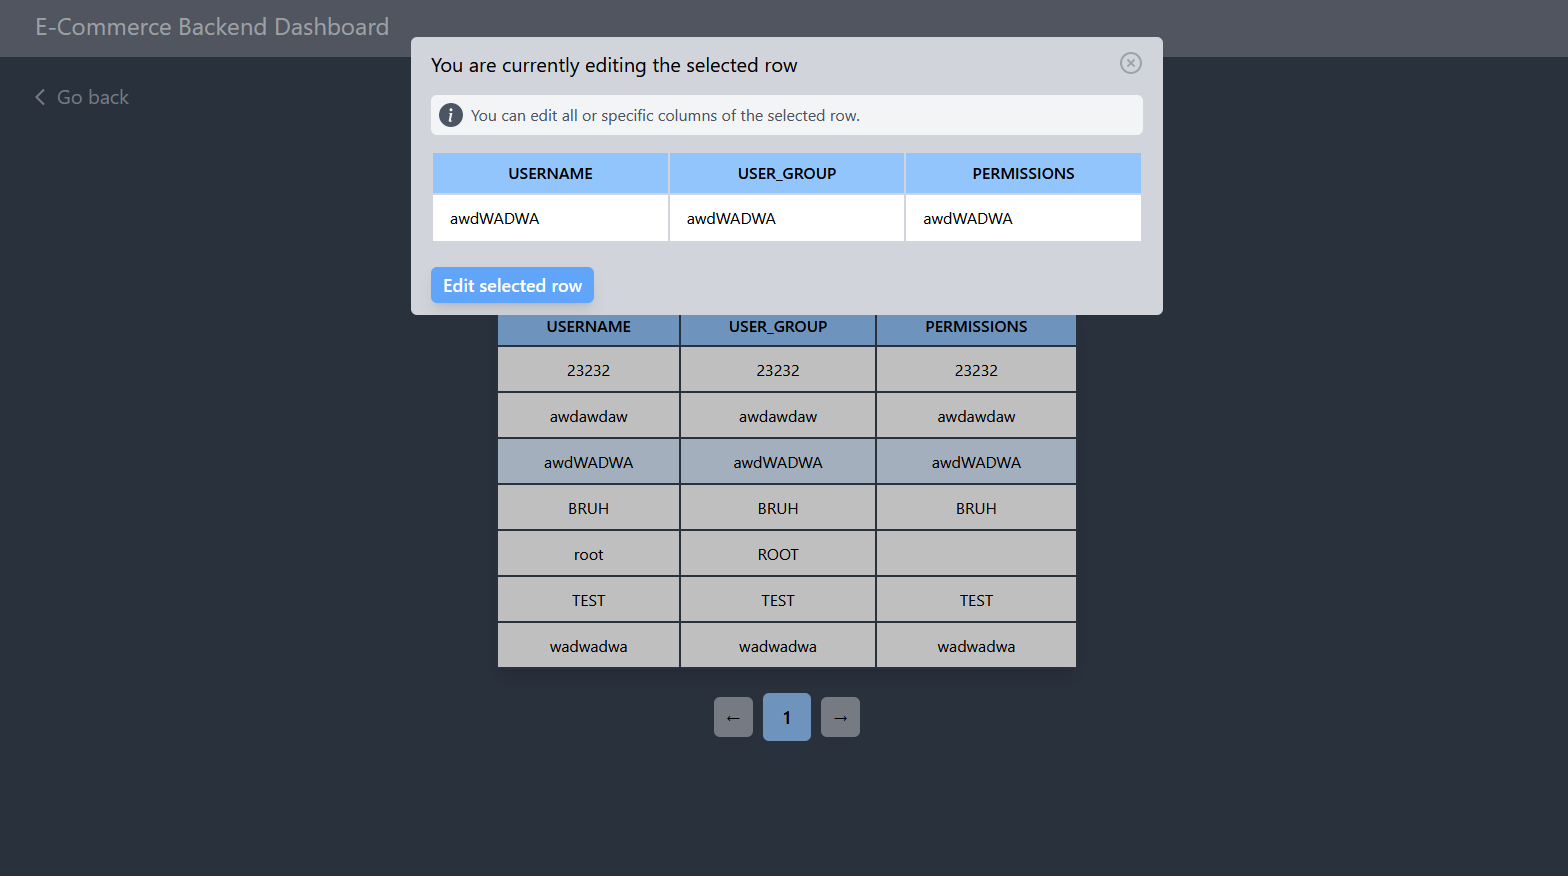 E-Commerce Backend Dashboard
Go back
You are currently editing the selected row
i You can edit all or specific columns of the selected row.
USERNAME USER_GROUP PERMISSIONS
awdWADWA awdWADWA awdWADWA
Edit selected row
USERNAME USER_GROUP PERMISSIONS
23232 23232 23232
awdawdaw awdawdaw awdawdaw
awdWADWA awdWADWA awdWADWA
BRUH BRUH BRUH
root ROOT
TEST TEST TEST
wadwadwa wadwadwa wadwadwa
← 1 →